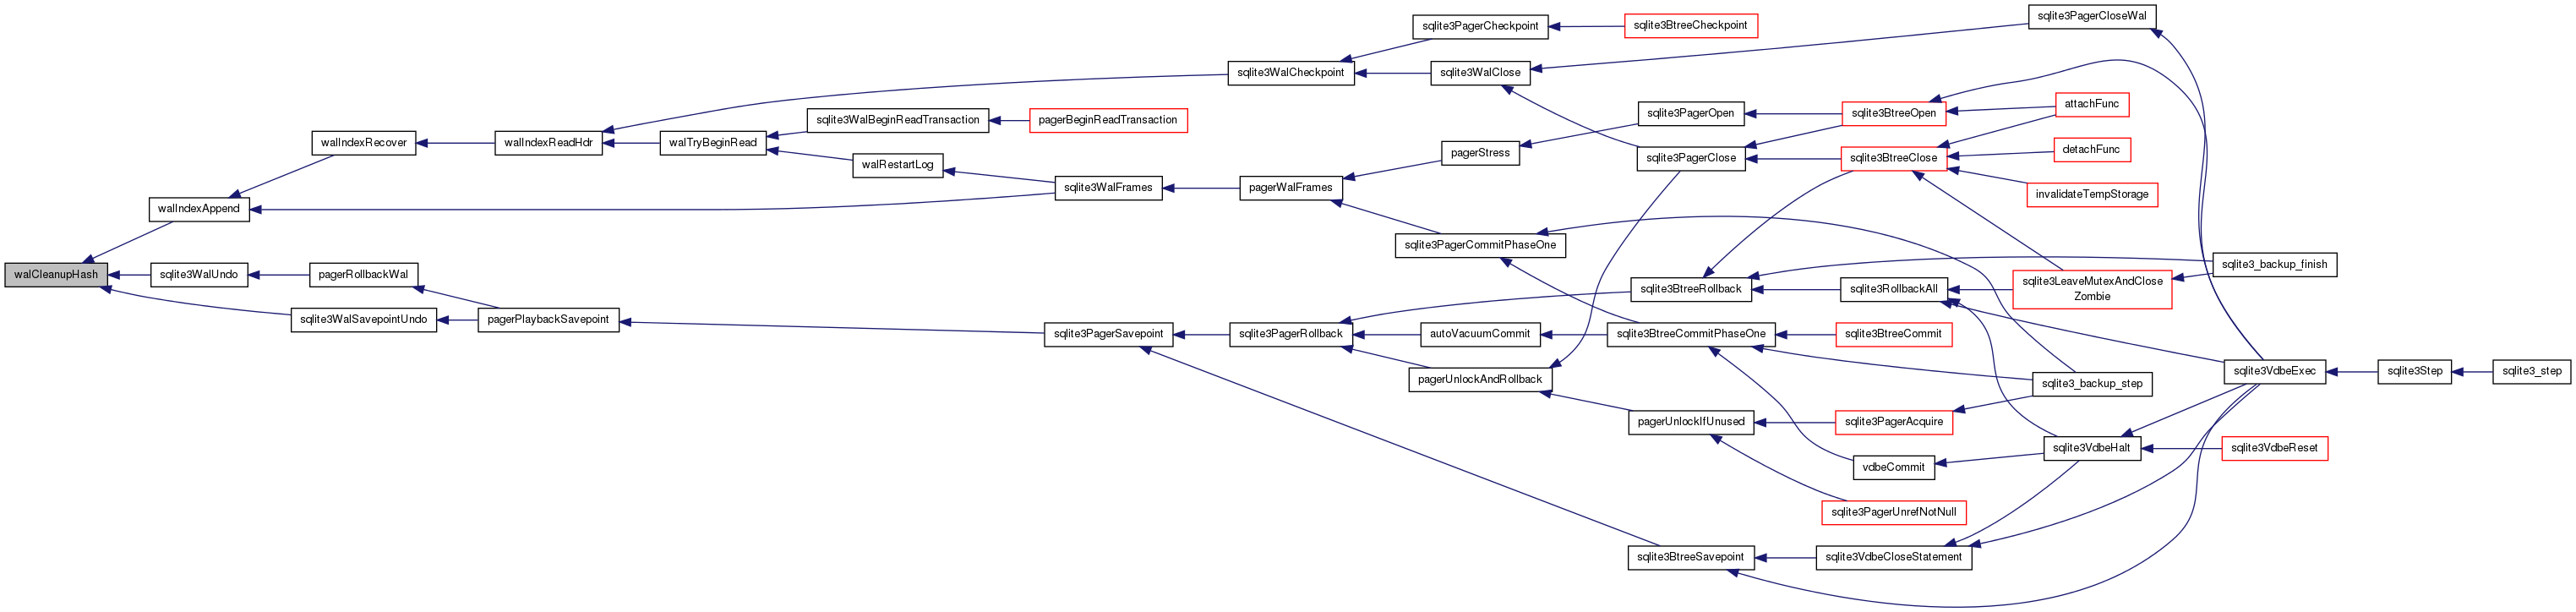 walCleanupHash
walIndexAppend
sqlite3WalUndo
sqlite3WalSavepointUndo
walIndexRecover
pagerRollbackWal
pagerPlaybackSavepoint
walIndexReadHdr
walTryBeginRead
sqlite3WalBeginReadTransaction
walRestartLog
pagerBeginReadTransaction
sqlite3WalFrames
sqlite3PagerSavepoint
sqlite3WalCheckpoint
pagerWalFrames
sqlite3PagerRollback
sqlite3PagerCheckpoint
sqlite3WalClose
pagerStress
sqlite3PagerCommitPhaseOne
autoVacuumCommit
pagerUnlockAndRollback
sqlite3BtreeCheckpoint
sqlite3PagerOpen
sqlite3PagerClose
sqlite3BtreeRollback
sqlite3BtreeCommitPhaseOne
pagerUnlockIfUnused
sqlite3BtreeSavepoint
sqlite3BtreeOpen
sqlite3BtreeClose
sqlite3RollbackAll
sqlite3BtreeCommit
sqlite3PagerAcquire
vdbeCommit
sqlite3PagerUnrefNotNull
sqlite3VdbeCloseStatement
sqlite3PagerCloseWal
attachFunc
detachFunc
invalidateTempStorage
sqlite3LeaveMutexAndClose
Zombie
sqlite3_backup_step
sqlite3VdbeHalt
sqlite3_backup_finish
sqlite3VdbeExec
sqlite3VdbeReset
sqlite3Step
sqlite3_step